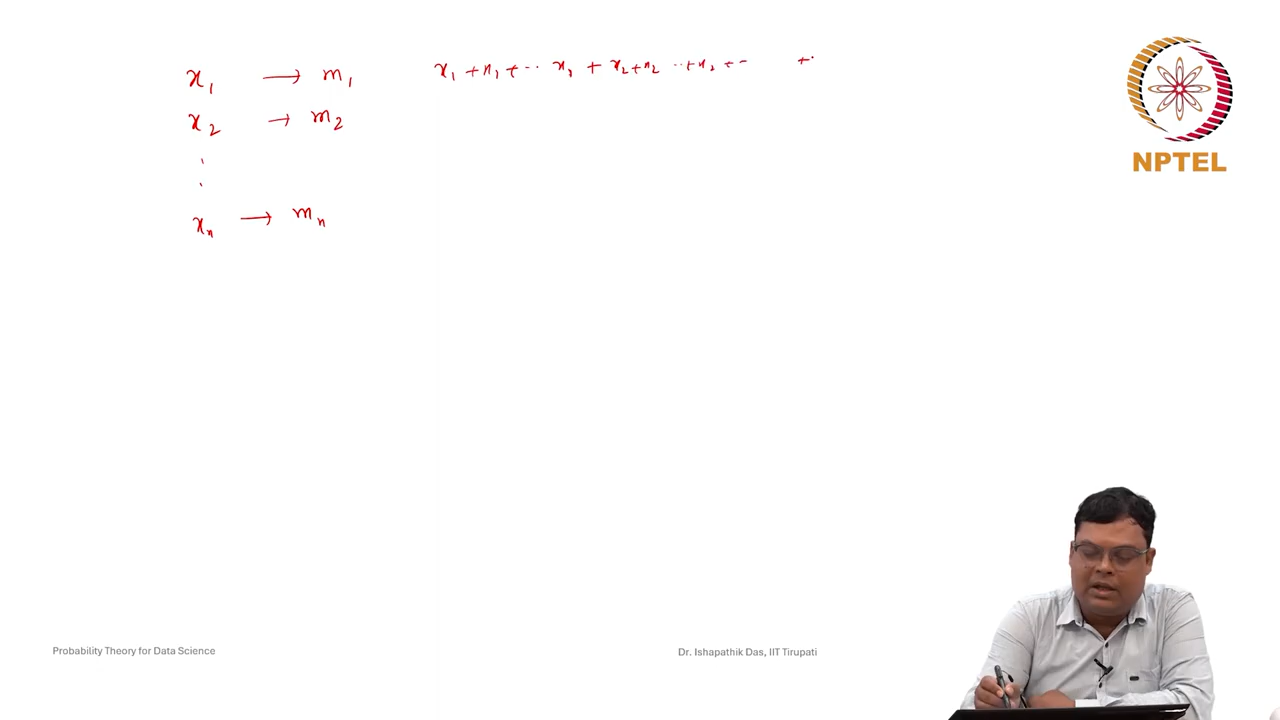 x₁ → m₁
x₁ + x₁ + ... x₁ + x₂ + x₂ ... + x₂ + - + ..
x₂ → m₂
⋮
xₙ → mₙ
NPTEL
Probability Theory for Data Science
Dr. Ishapathik Das, IIT Tirupati